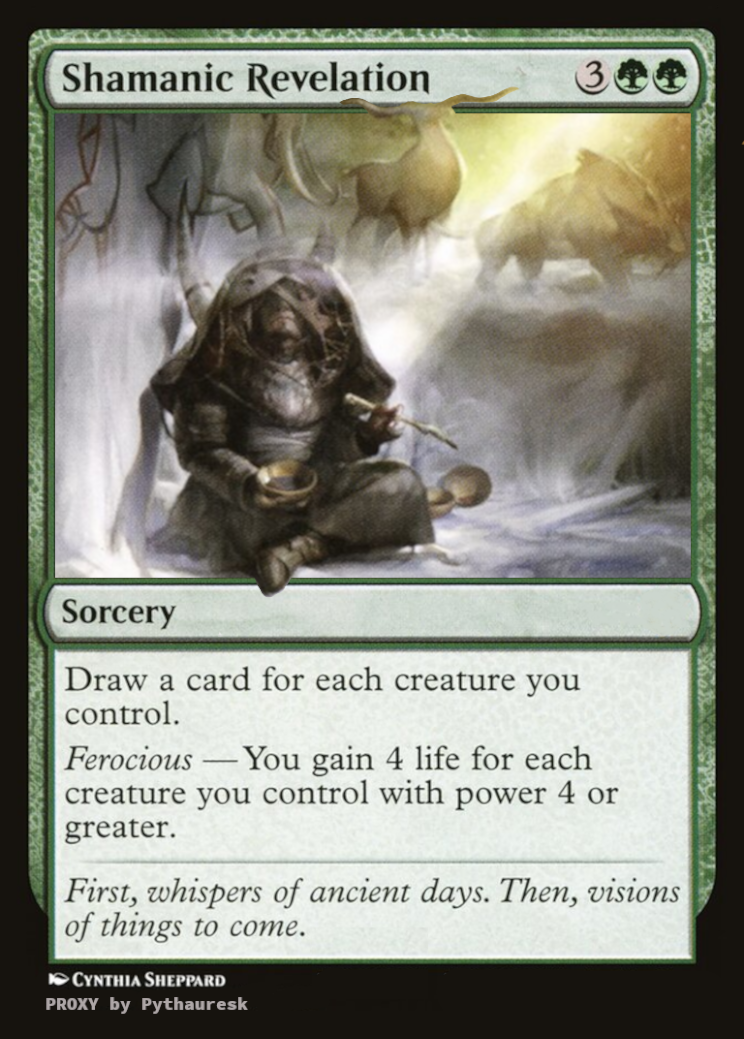 Shamanic Revelation 3
Sorcery
Draw a card for each creature you
control.
Ferocious — You gain 4 life for each
creature you control with power 4 or
greater.
First, whispers of ancient days. Then, visions
of things to come.
Cynthia Sheppard
PROXY by Pythauresk